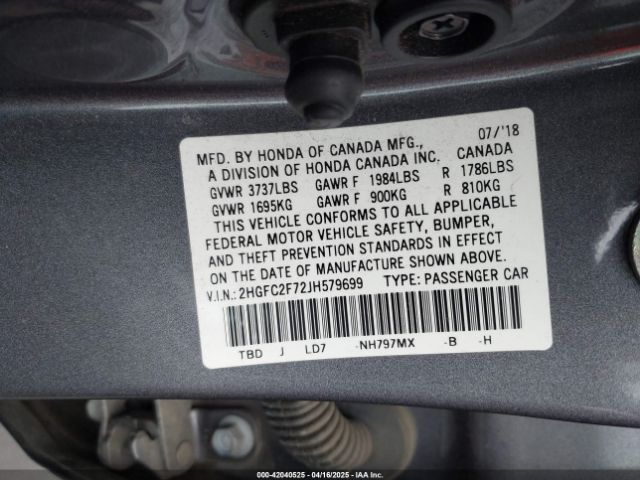 07/'18
MFD. BY HONDA OF CANADA MFG.,
A DIVISION OF HONDA CANADA INC. CANADA
GVWR 3737LBS GAWR F 1984LBS R 1786LBS
GVWR 1695KG GAWR F 900KG R 810KG
THIS VEHICLE CONFORMS TO ALL APPLICABLE
FEDERAL MOTOR VEHICLE SAFETY, BUMPER,
AND THEFT PREVENTION STANDARDS IN EFFECT
ON THE DATE OF MANUFACTURE SHOWN ABOVE.
V.I.N.: 2HGFC2F72JH579699 TYPE: PASSENGER CAR
TBD J LD7 -NH797MX -B -H
000-42040525 04/16/2025 IAA Inc.